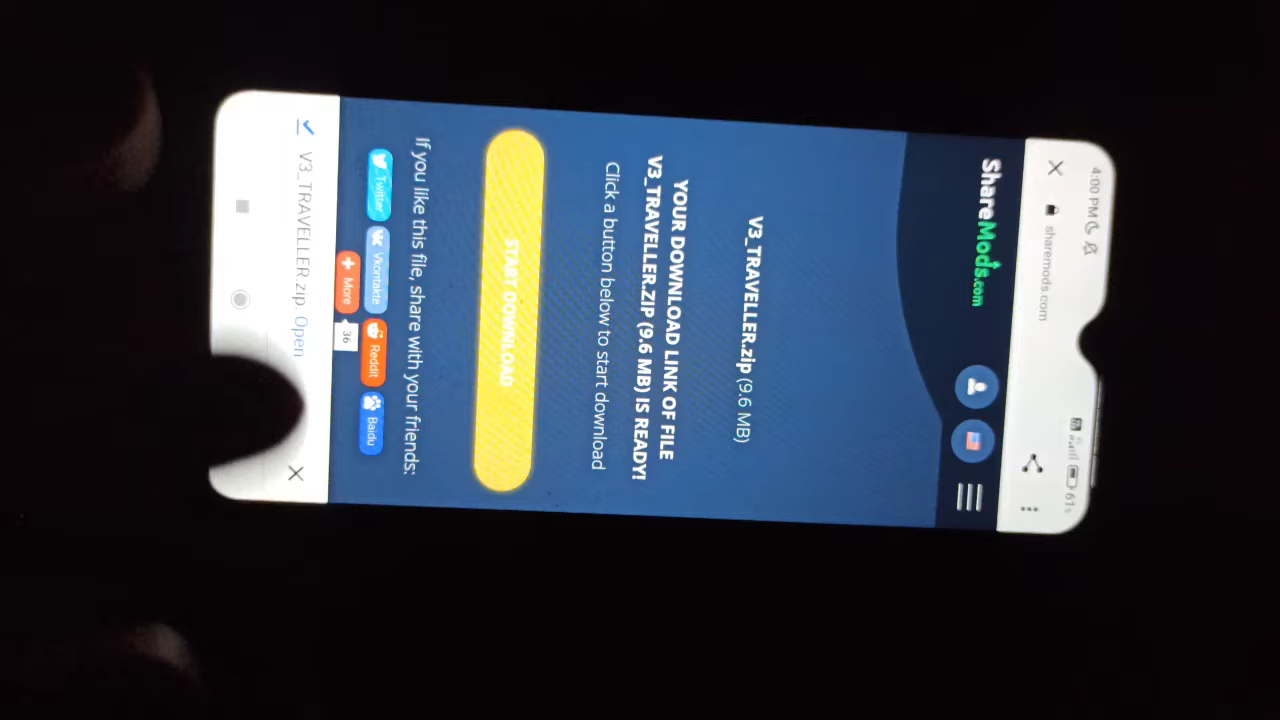 4:00 PM
61
sharemods.com
ShareMods.com
V3_TRAVELLER.zip (9.6 MB)
YOUR DOWNLOAD LINK OF FILE
V3_TRAVELLER.ZIP (9.6 MB) IS READY!
Click a button below to start download
START DOWNLOAD
If you like this file, share with your friends:
Twitter Vkontakte Reddit Baidu
More 36
V3_TRAVELLER.zip. Open